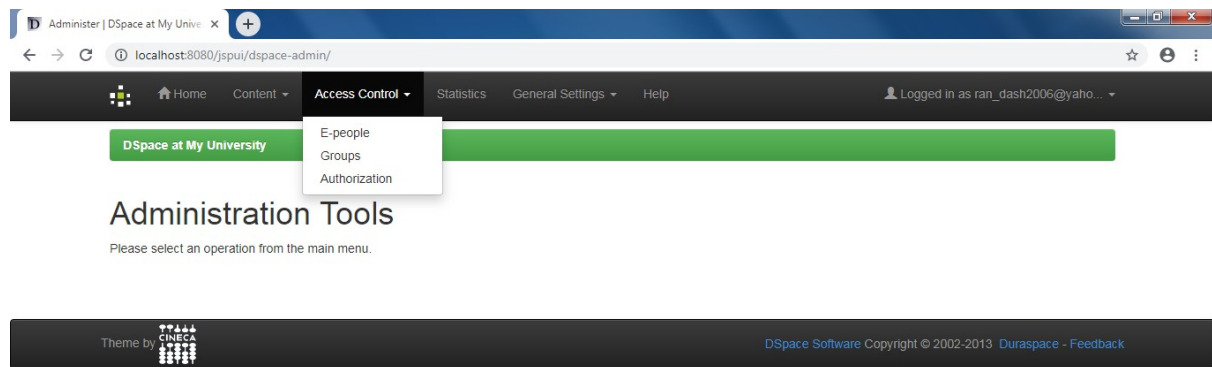 Administer | DSpace at My Unive
localhost:8080/jspui/dspace-admin/
Home Content Access Control Statistics General Settings Help Logged in as ran_dash2006@yaho...
E-people
Groups
Authorization
DSpace at My University
Administration Tools
Please select an operation from the main menu.
Theme by CINECA
DSpace Software Copyright © 2002-2013 Duraspace - Feedback